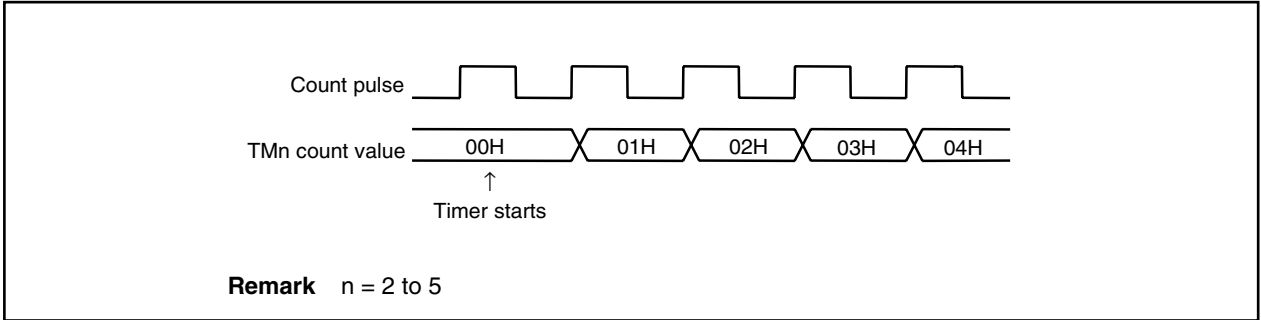 Count pulse
TMn count value 00H 01H 02H 03H 04H
↑
Timer starts
Remark n = 2 to 5